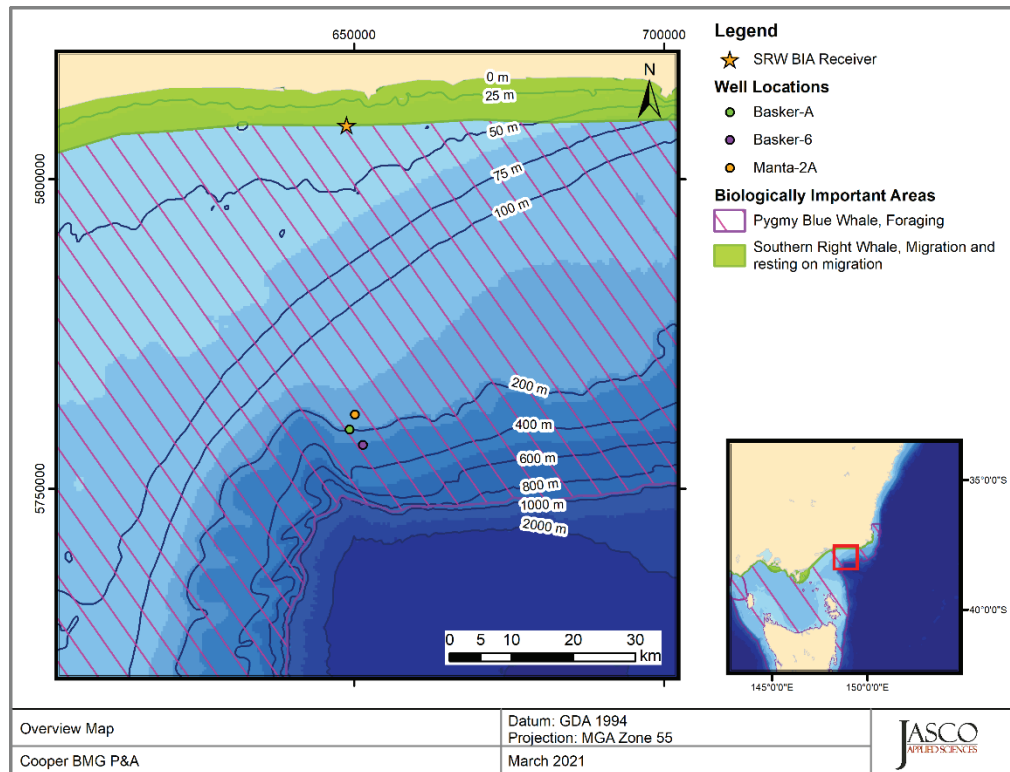 650000
700000
5800000
5750000
0 m
25 m
N
50 m
75 m
100 m
200 m
400 m
600 m
800 m
1000 m
2000 m
0 5 10 20 30
km
Legend
SRW BIA Receiver
Well Locations
Basker-A
Basker-6
Manta-2A
Biologically Important Areas
Pygmy Blue Whale, Foraging
Southern Right Whale, Migration and
resting on migration
35°0'0"S
40°0'0"S
145°0'0"E
150°0'0"E
Overview Map
Datum: GDA 1994
Projection: MGA Zone 55
Cooper BMG P&A
March 2021
JASCO
APPLIED SCIENCES